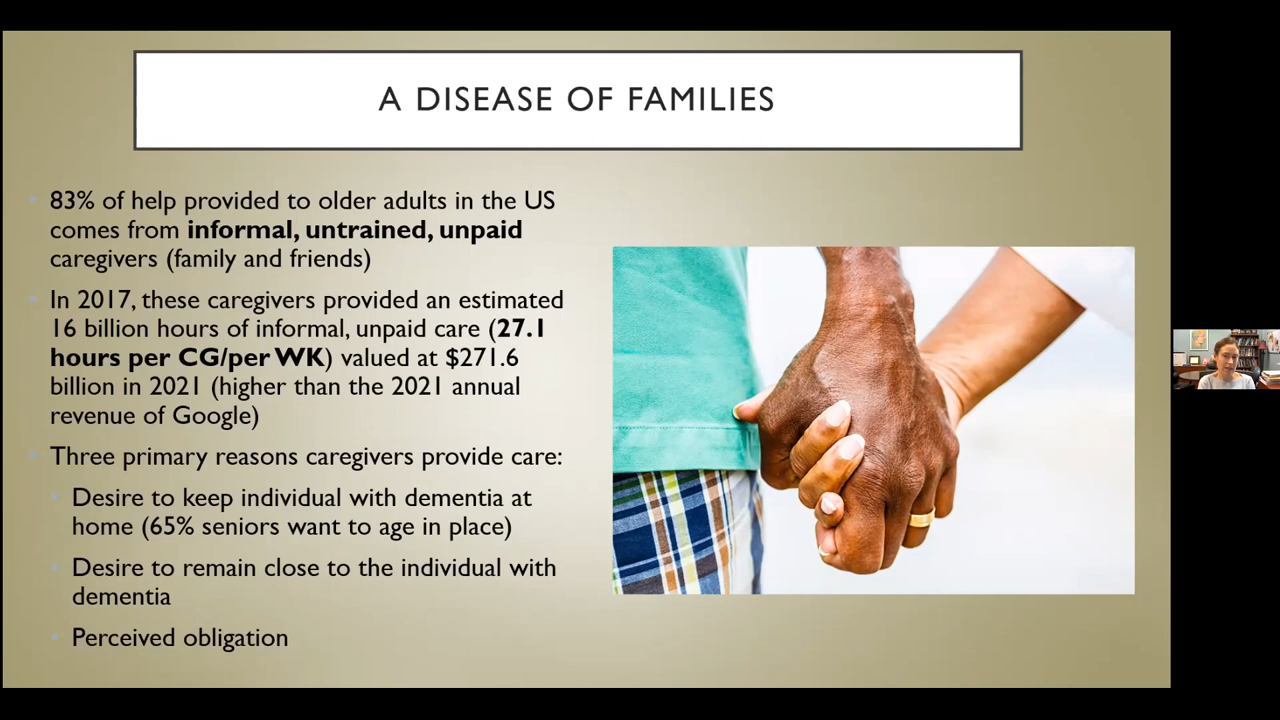 A DISEASE OF FAMILIES
83% of help provided to older adults in the US
comes from informal, untrained, unpaid
caregivers (family and friends)
In 2017, these caregivers provided an estimated
16 billion hours of informal, unpaid care (27.1
hours per CG/per WK) valued at $271.6
billion in 2021 (higher than the 2021 annual
revenue of Google)
Three primary reasons caregivers provide care:
Desire to keep individual with dementia at
home (65% seniors want to age in place)
Desire to remain close to the individual with
dementia
Perceived obligation